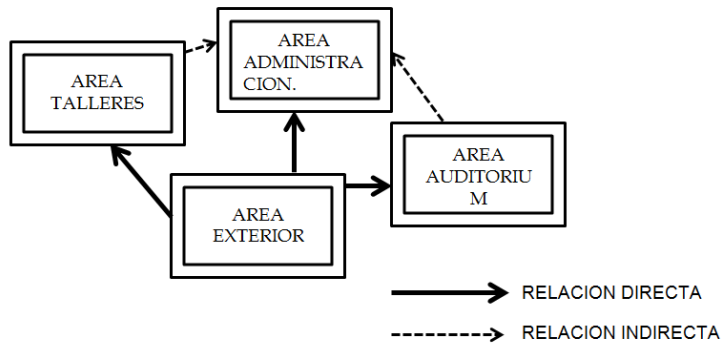 AREA
ADMINISTRA
CION.
AREA
TALLERES
AREA
AUDITORIU
M
AREA
EXTERIOR
RELACION DIRECTA
RELACION INDIRECTA